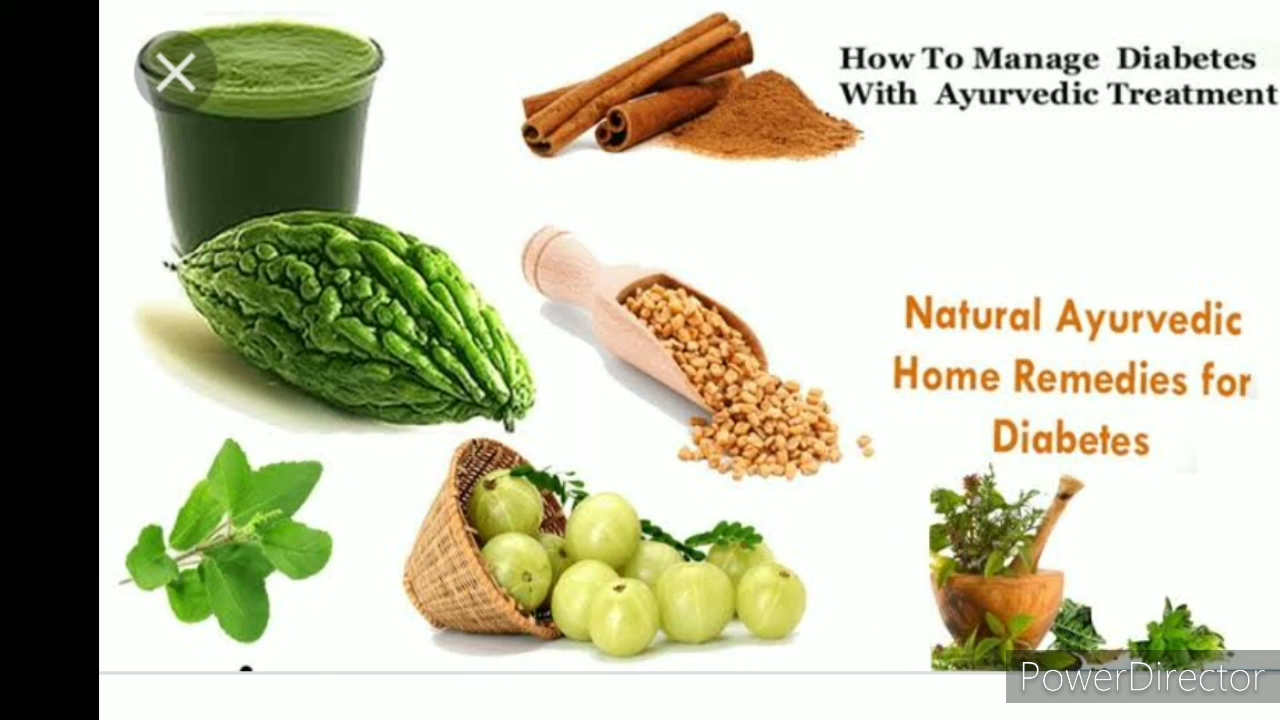 How To Manage Diabetes
With Ayurvedic Treatment
Natural Ayurvedic
Home Remedies for
Diabetes
PowerDirector